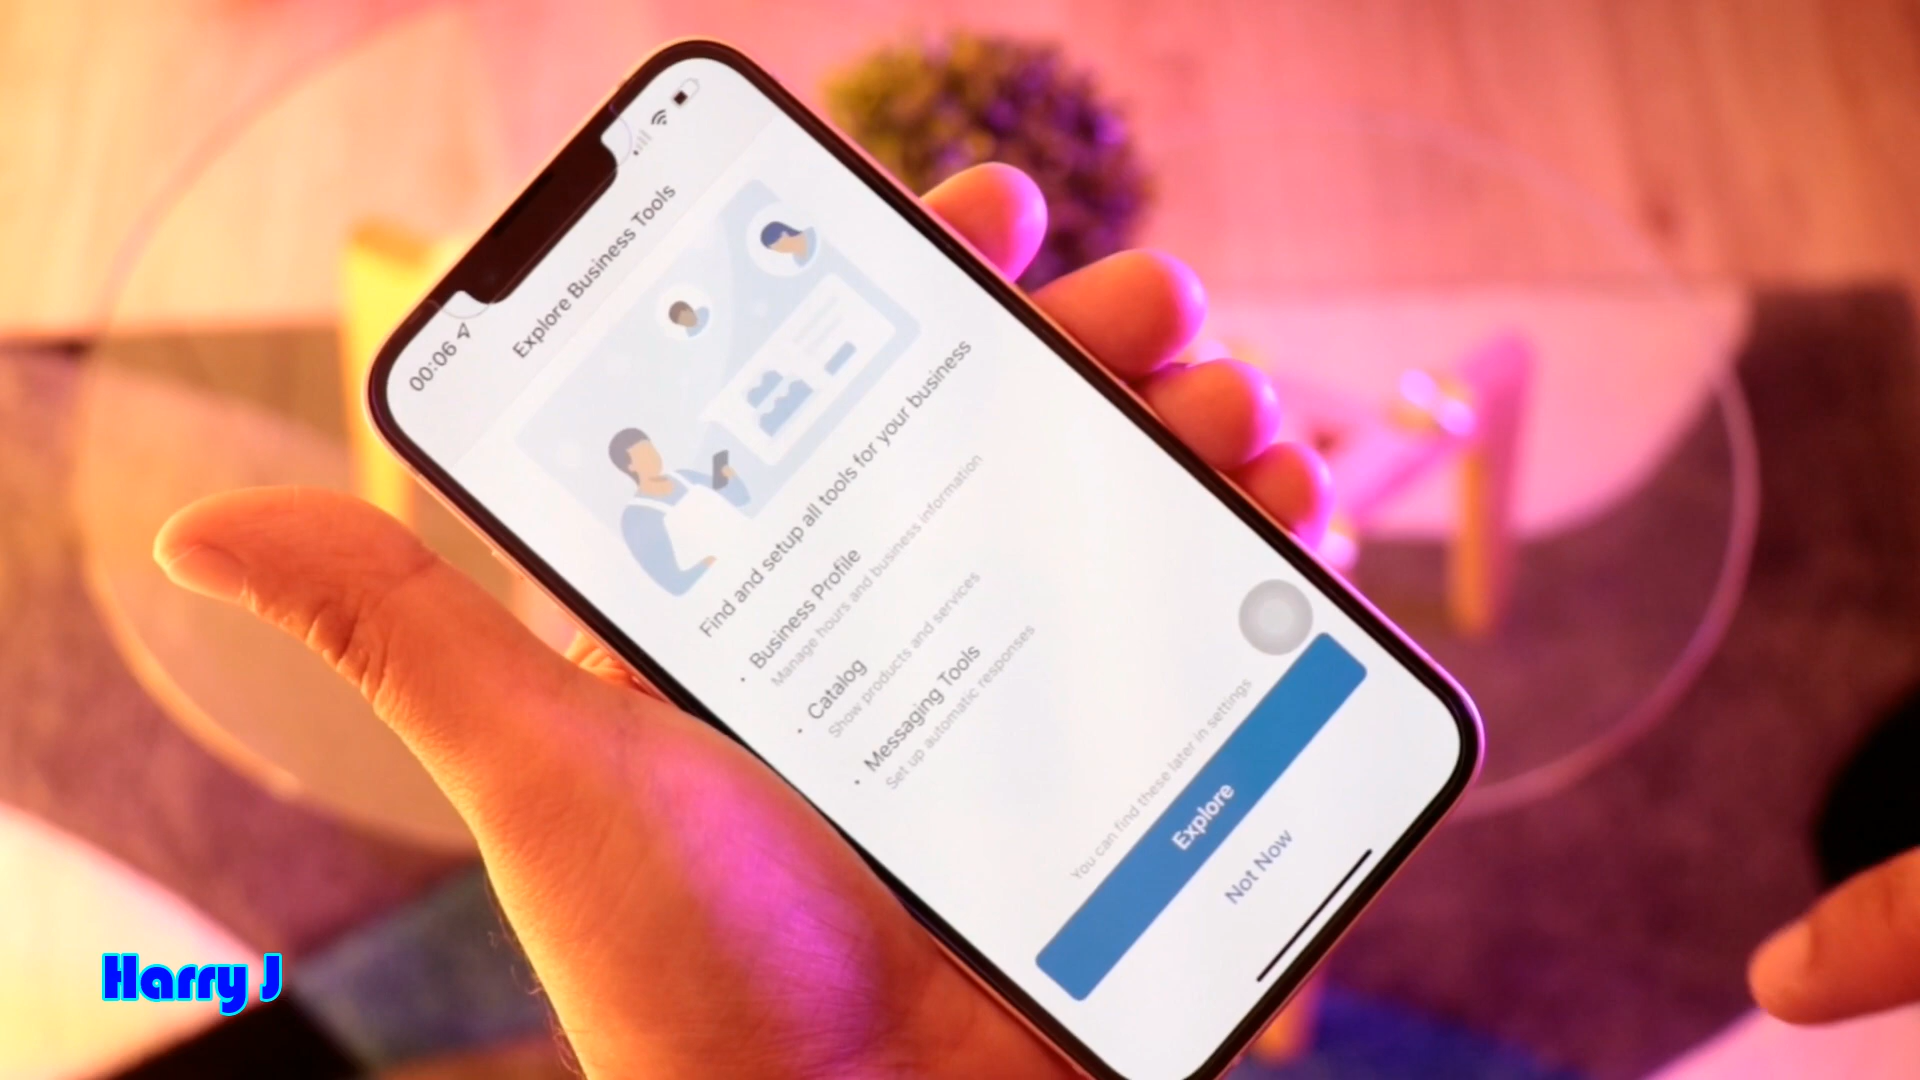 00:06
Explore Business Tools
Find and setup all tools for your business
• Business Profile
Manage hours and business information
• Catalog
Show products and services
• Messaging Tools
Set up automatic responses
You can find these later in settings
Explore
Not Now
Harry J